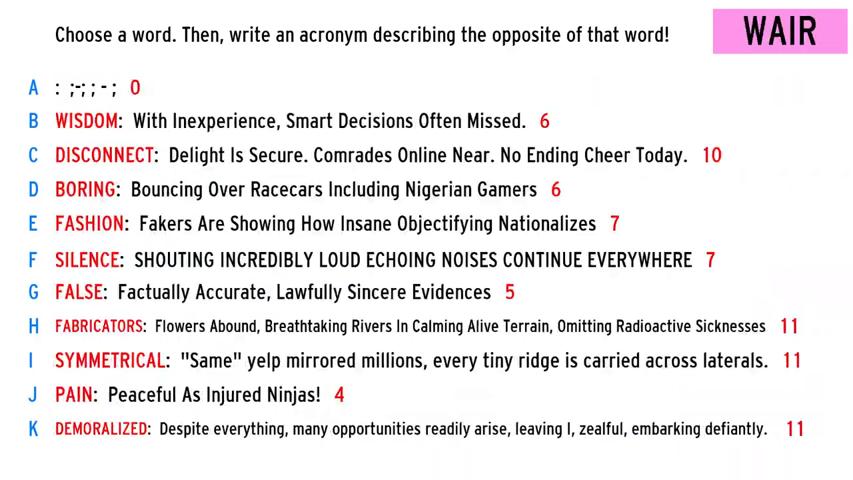 Choose a word. Then, write an acronym describing the opposite of that word!
WAIR
A : ;-; ; - ; 0
B WISDOM: With Inexperience, Smart Decisions Often Missed. 6
C DISCONNECT: Delight Is Secure. Comrades Online Near. No Ending Cheer Today. 10
D BORING: Bouncing Over Racecars Including Nigerian Gamers 6
E FASHION: Fakers Are Showing How Insane Objectifying Nationalizes 7
F SILENCE: SHOUTING INCREDIBLY LOUD ECHOING NOISES CONTINUE EVERYWHERE 7
G FALSE: Factually Accurate, Lawfully Sincere Evidences 5
H FABRICATORS: Flowers Abound, Breathtaking Rivers In Calming Alive Terrain, Omitting Radioactive Sicknesses 11
I SYMMETRICAL: "Same" yelp mirrored millions, every tiny ridge is carried across laterals. 11
J PAIN: Peaceful As Injured Ninjas! 4
K DEMORALIZED: Despite everything, many opportunities readily arise, leaving I, zealful, embarking defiantly. 11